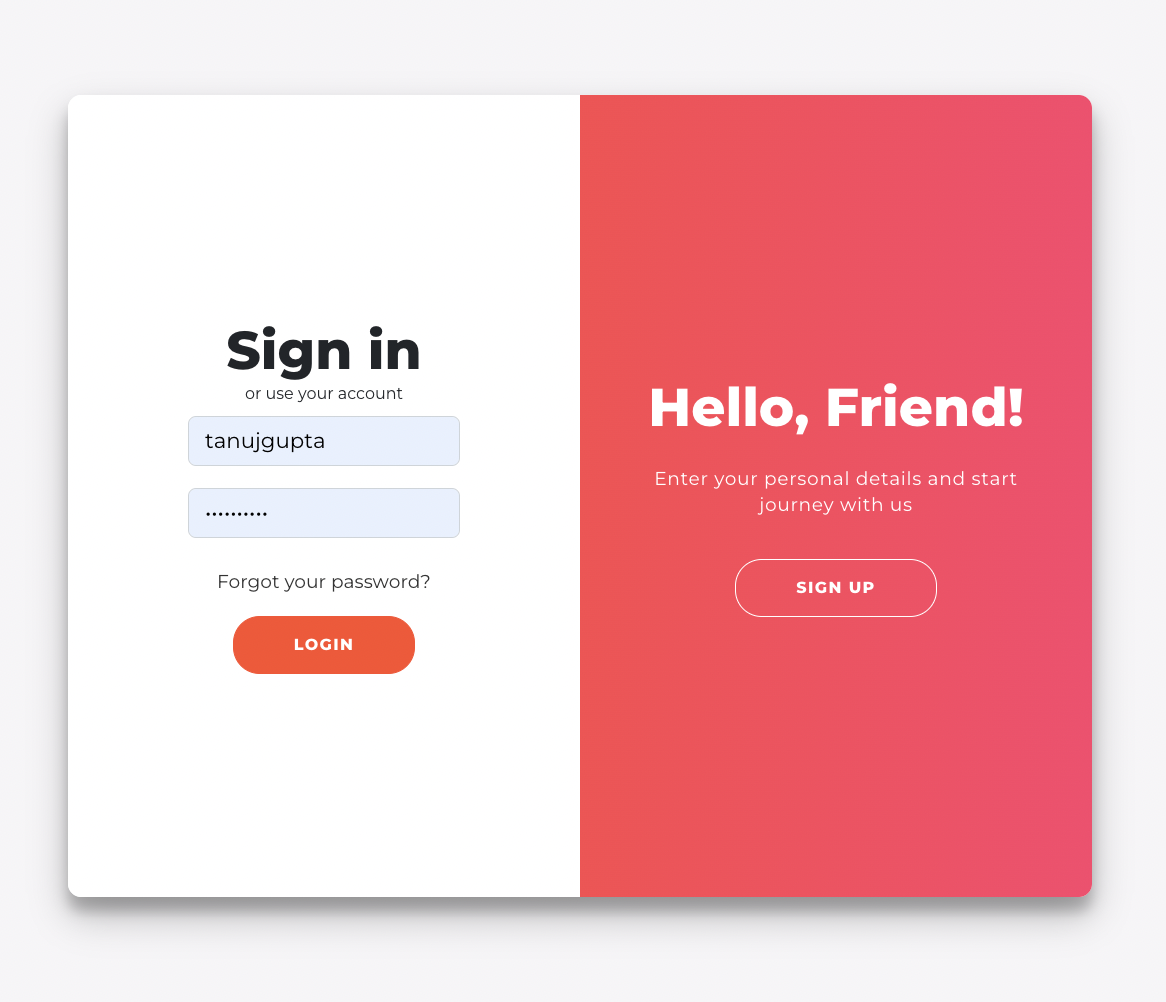 Sign in
or use your account
tanujgupta
••••••••••
Forgot your password?
LOGIN
Hello, Friend!
Enter your personal details and start
journey with us
SIGN UP